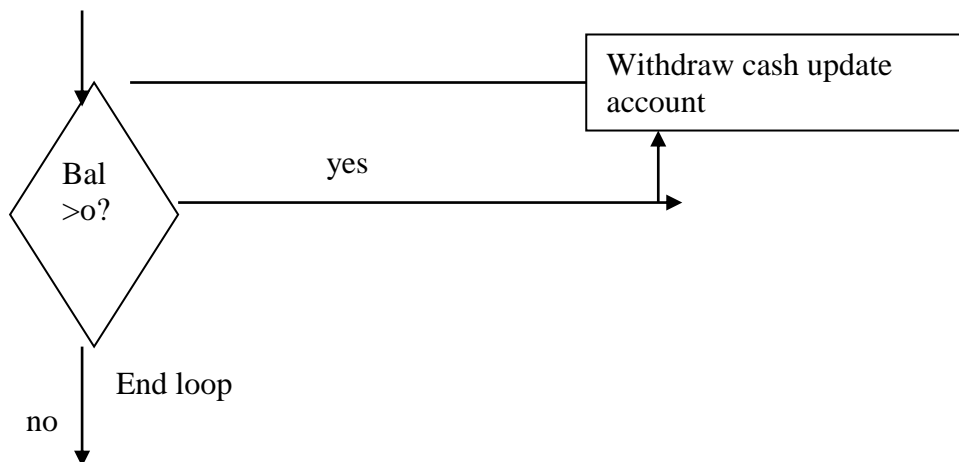 Withdraw cash update
account
Bal
>o?
yes
End loop
no